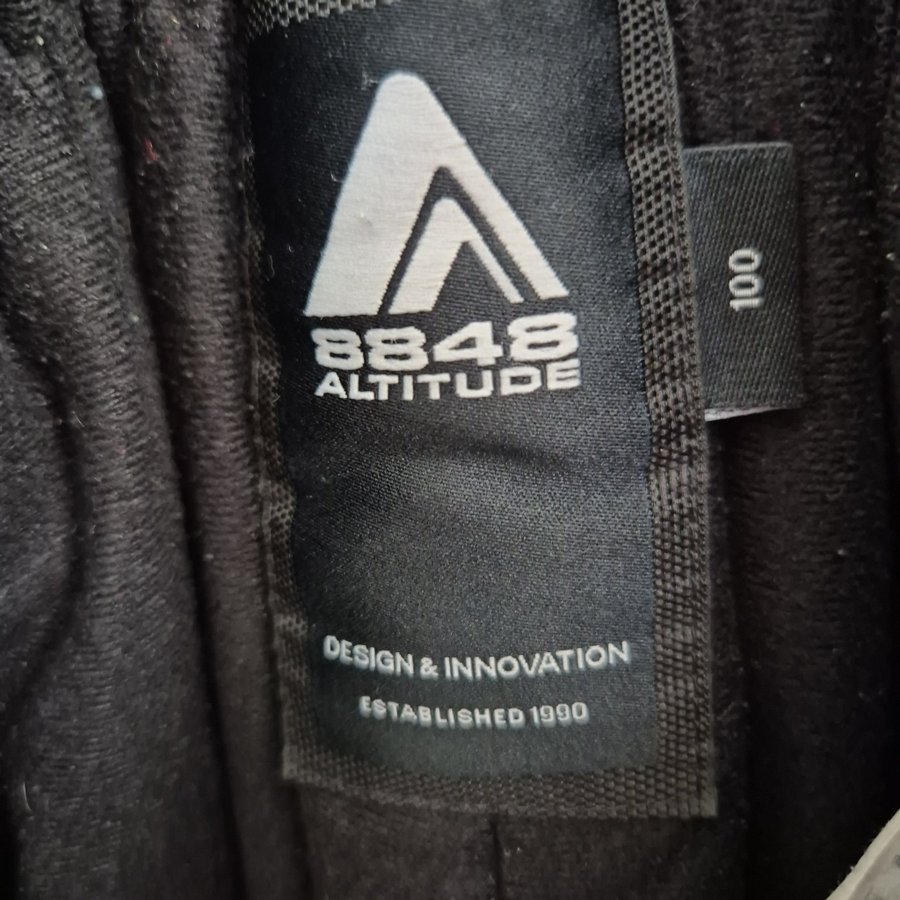 8848
ALTITUDE
100
DESIGN & INNOVATION
ESTABLISHED 1990